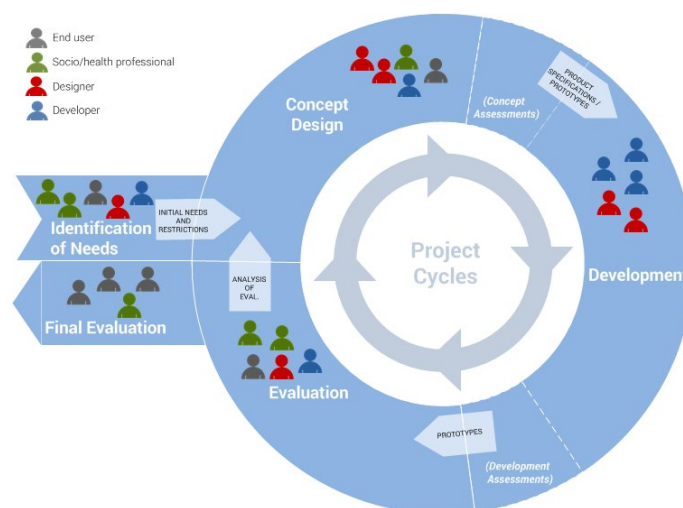 End user
Socio/health professional
Designer
Developer
Concept
Design
(Concept
Assessments)
PRODUCT
SPECIFICATIONS /
PROTOTYPES
Identification
of Needs
INITIAL NEEDS
AND
RESTRICTIONS
Project
Cycles
Development
ANALYSIS
OF
EVAL.
Final Evaluation
Evaluation
PROTOTYPES
(Development
Assessments)